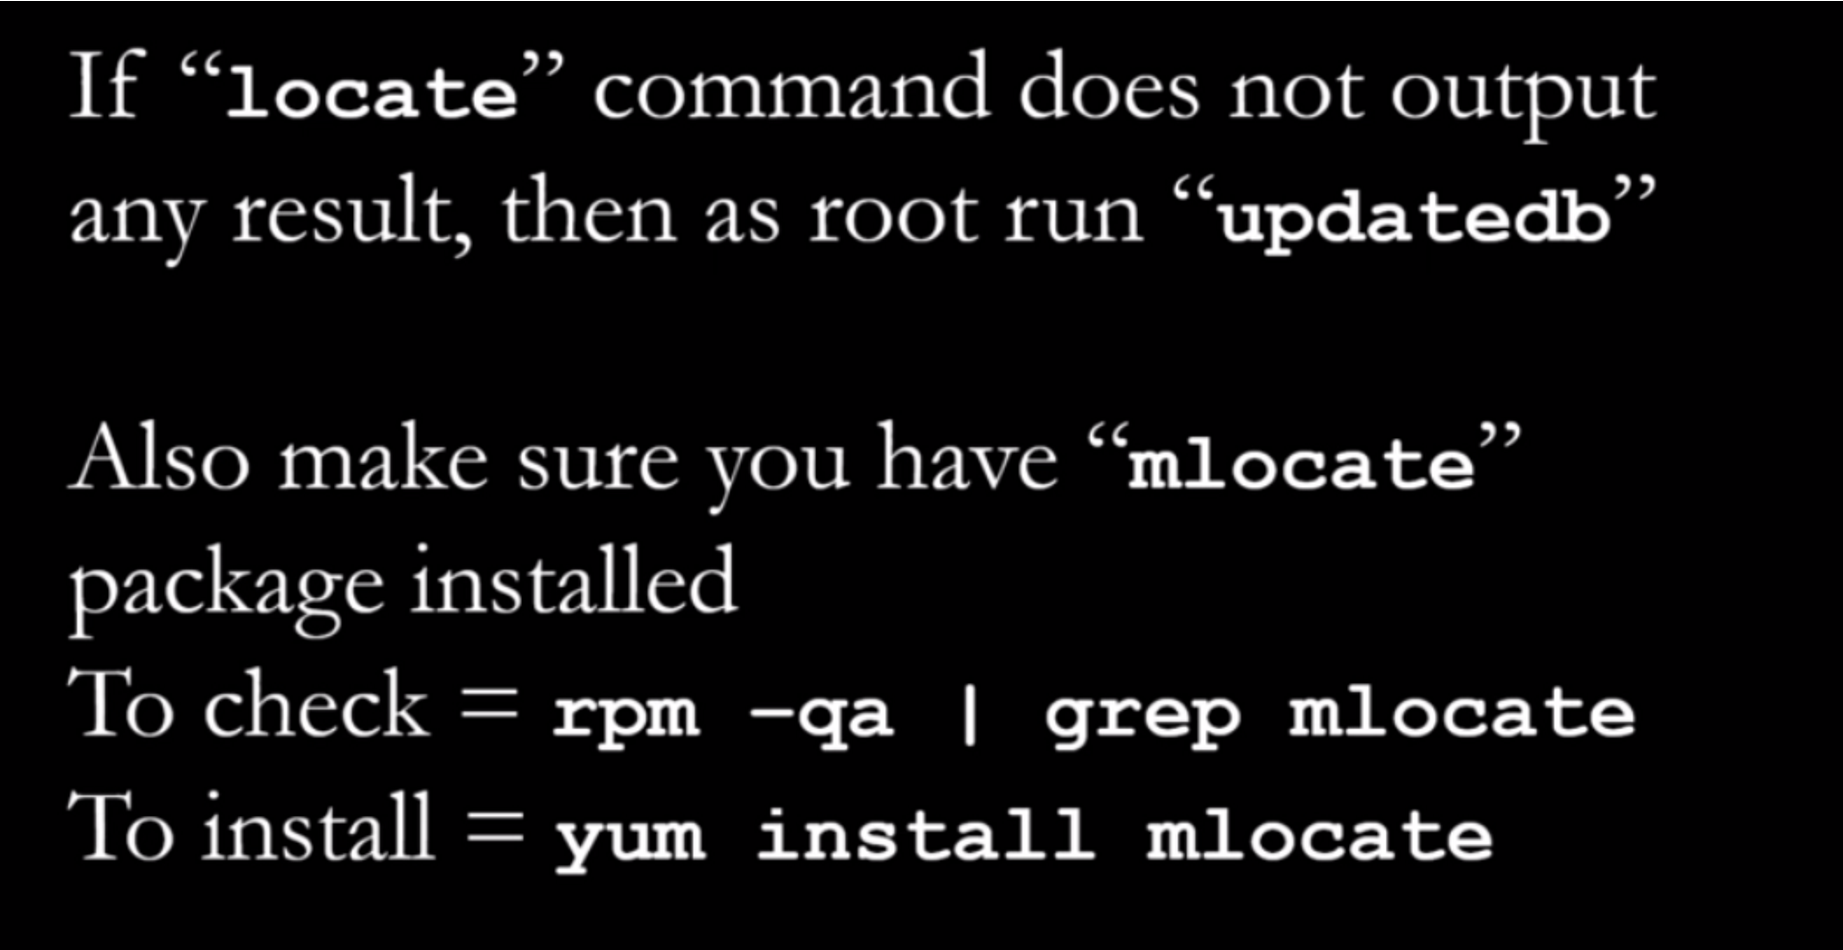 If “locate” command does not output
any result, then as root run “updatedb”
Also make sure you have “mlocate”
package installed
To check = rpm –qa | grep mlocate
To install = yum install mlocate